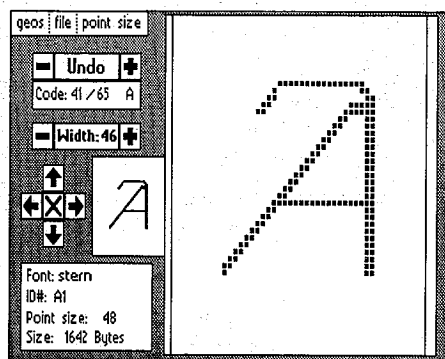 geos file point size
Undo
Code: 41/65 A
Width: 46
Font: stern
ID#: A1
Point size: 48
Size: 1642 Bytes